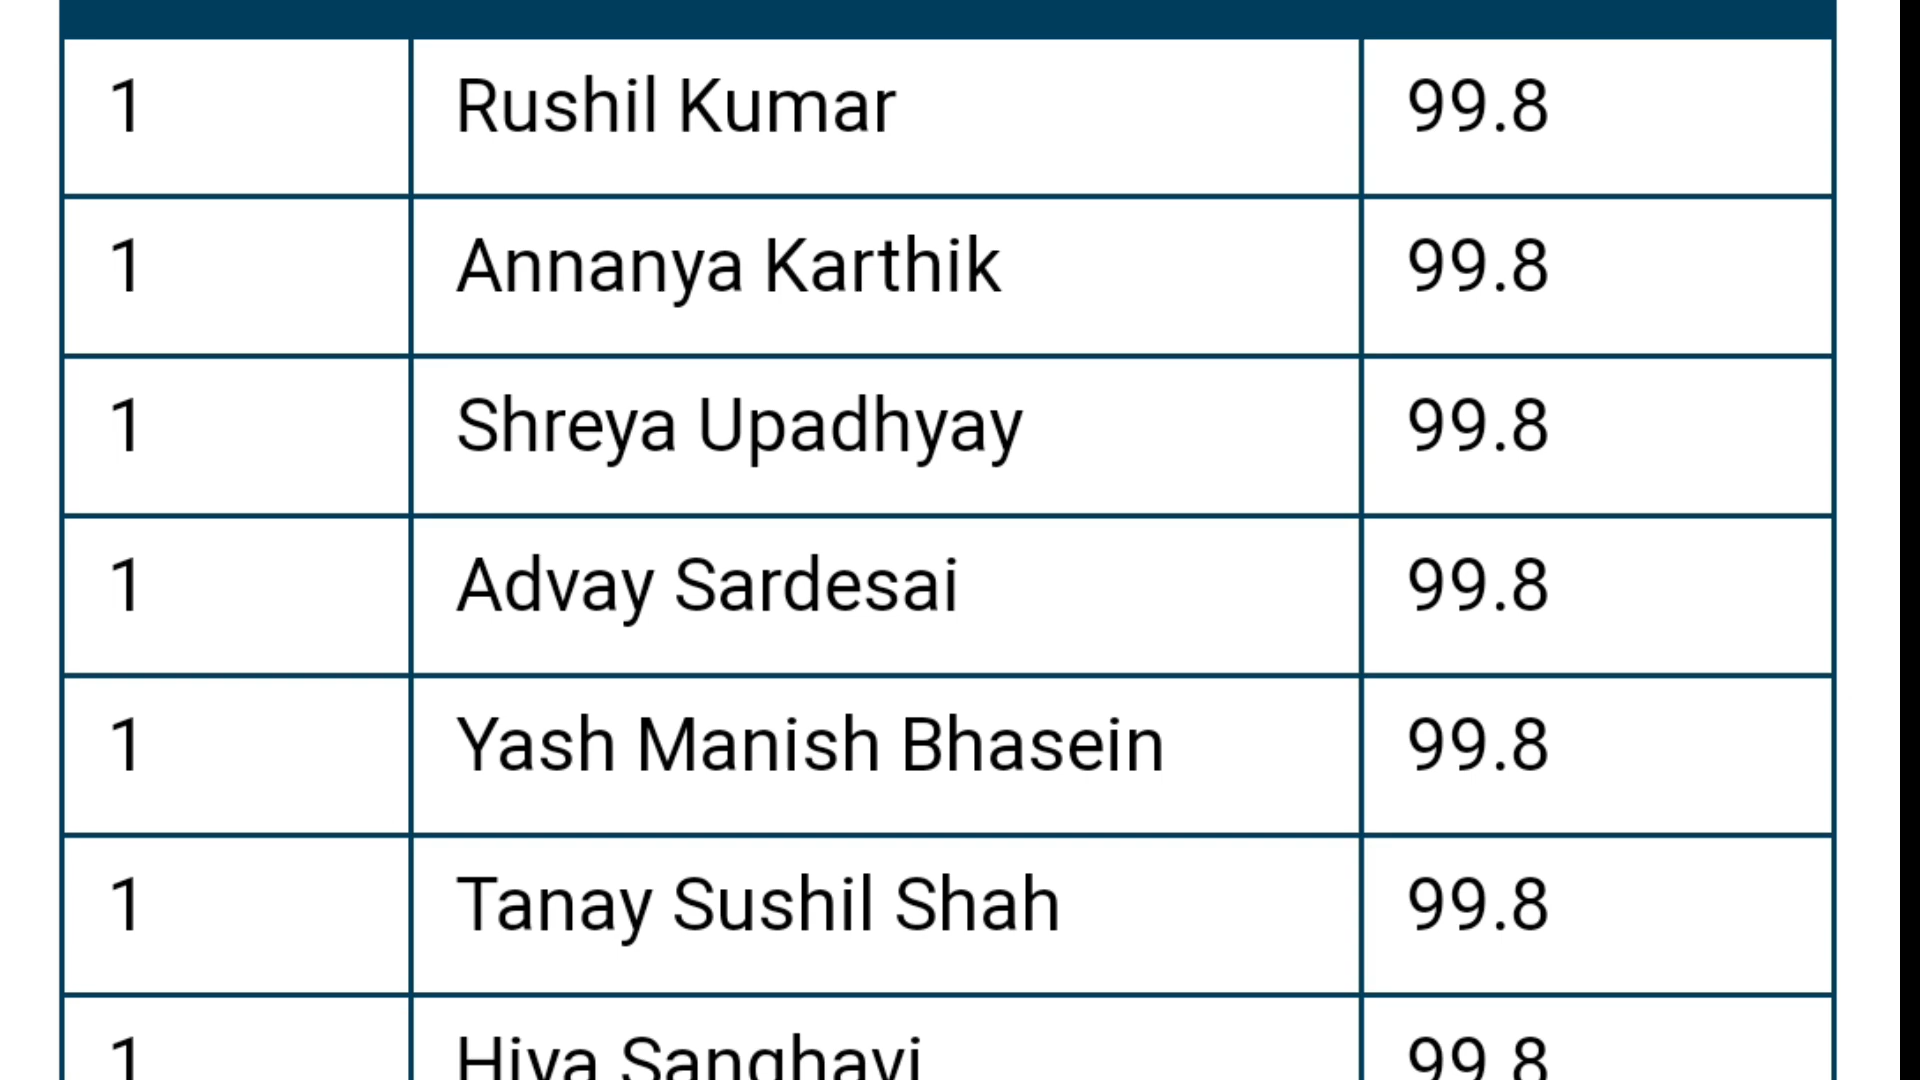 1 Rushil Kumar 99.8
1 Annanya Karthik 99.8
1 Shreya Upadhyay 99.8
1 Advay Sardesai 99.8
1 Yash Manish Bhasein 99.8
1 Tanay Sushil Shah 99.8
1 Hiya Sanghavi 99.8